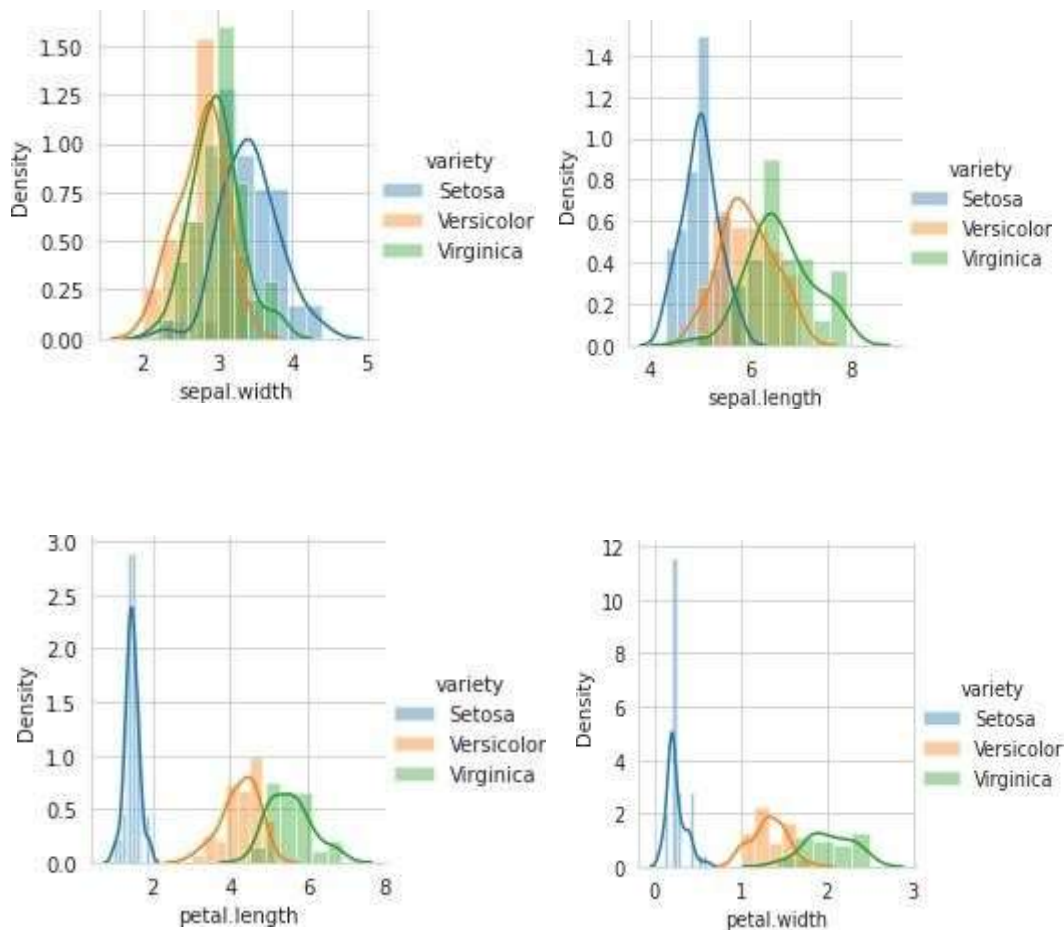 1.50
1.25
1.00
0.75
0.50
0.25
0.00
Density
2 3 4 5
sepal.width
variety
Setosa
Versicolor
Virginica
1.4
1.2
1.0
0.8
0.6
0.4
0.2
0.0
Density
4 6 8
sepal.length
variety
Setosa
Versicolor
Virginica
3.0
2.5
2.0
1.5
1.0
0.5
0.0
Density
2 4 6 8
petal.length
variety
Setosa
Versicolor
Virginica
12
10
8
6
4
2
0
Density
0 1 2 3
petal.width
variety
Setosa
Versicolor
Virginica